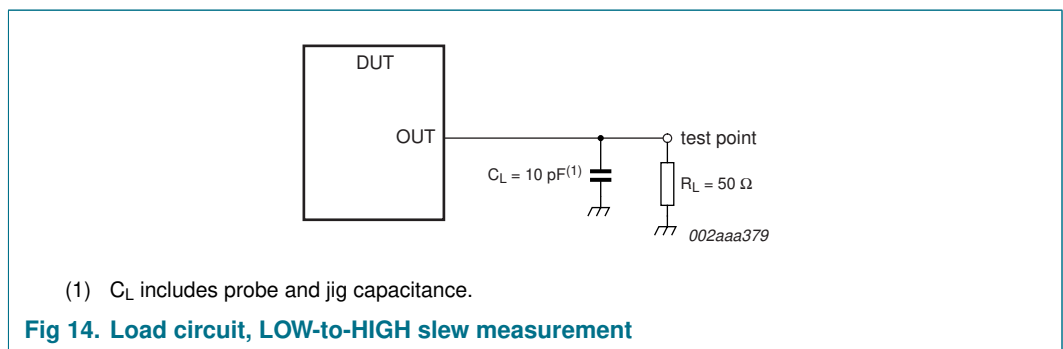 DUT
OUT
test point
C_L = 10 pF(1)
R_L = 50 Ω
002aaa379
(1) C_L includes probe and jig capacitance.
Fig 14. Load circuit, LOW-to-HIGH slew measurement